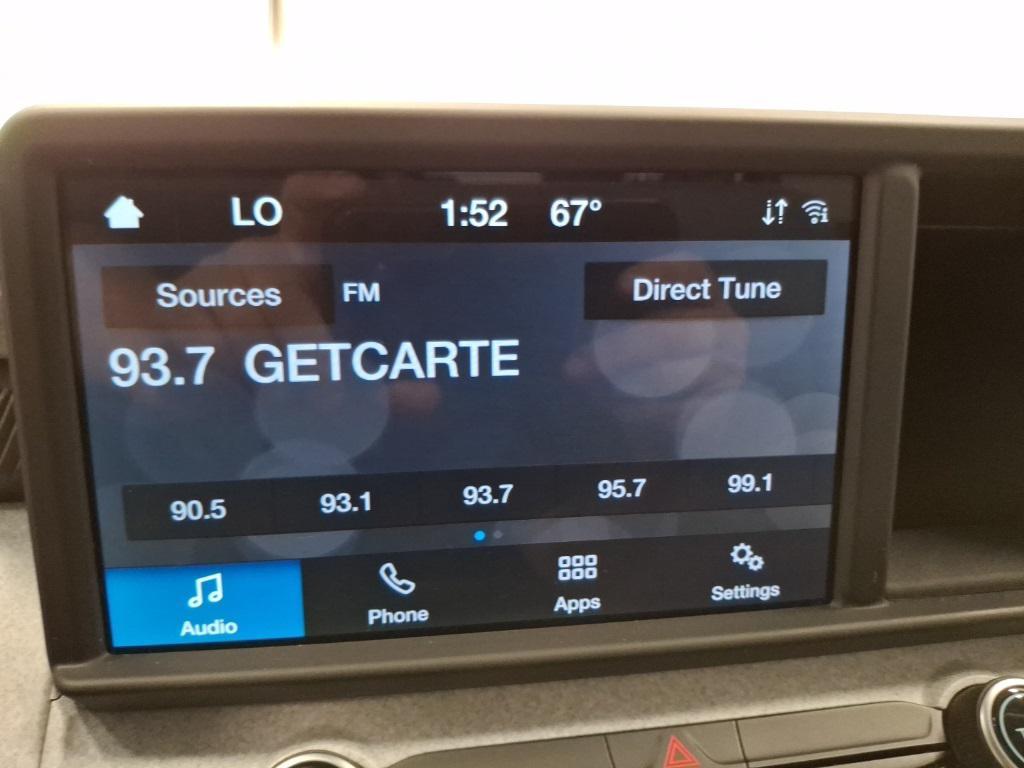 LO 1:52 67°
Sources FM Direct Tune
93.7 GETCARTE
90.5 93.1 93.7 95.7 99.1
Audio Phone Apps Settings